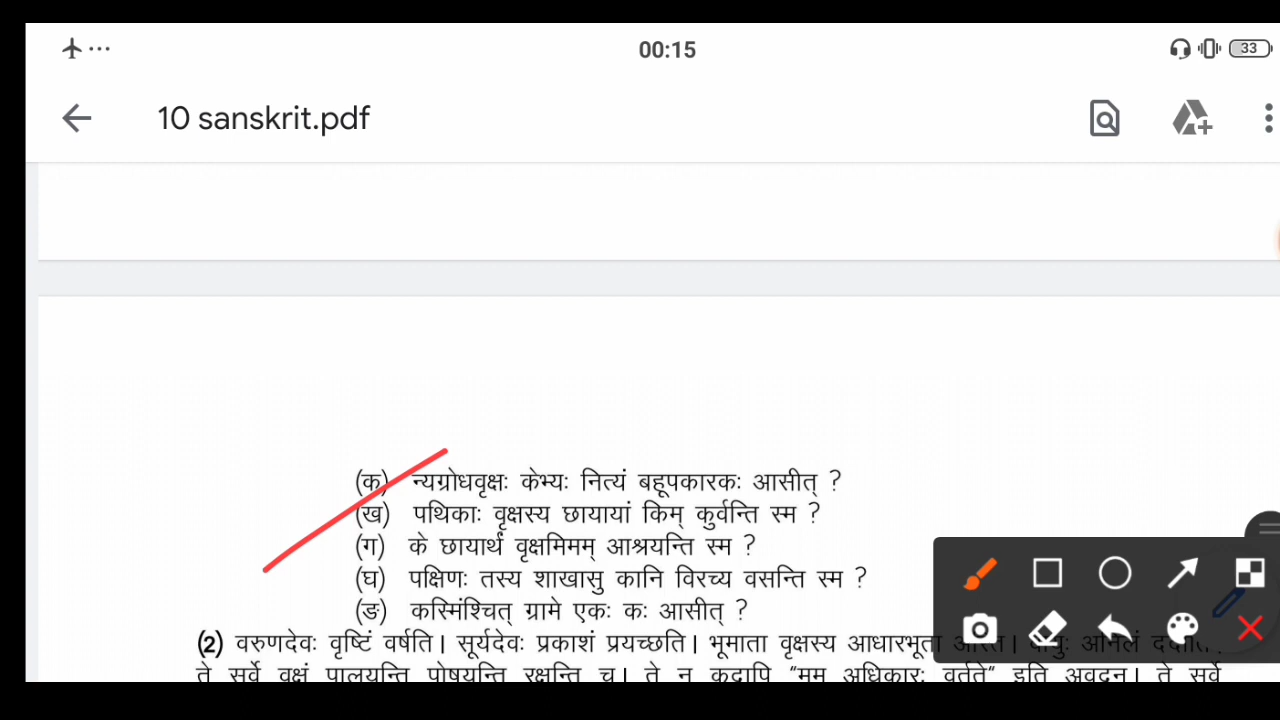 00:15
33
10 sanskrit.pdf
(क) न्यग्रोधवृक्षः केभ्यः नित्यं बहूपकारकः आसीत् ?
(ख) पथिकाः वृक्षस्य छायायां किम् कुर्वन्ति स्म ?
(ग) के छायार्थं वृक्षमिमम् आश्रयन्ति स्म ?
(घ) पक्षिणः तस्य शाखासु कानि विरच्य वसन्ति स्म ?
(ङ) कस्मिंश्चित् ग्रामे एकः कः आसीत् ?
(2) वरुणदेवः वृष्टिं वर्षति। सूर्यदेवः प्रकाशं प्रयच्छति। भूमाता वृक्षस्य आधारभूता
ते सर्वे वृक्षं पालयन्ति पोषयन्ति रक्षन्ति च। ते न कदापि “मम अधिकारः वर्तते” इति अवदन्। ते सर्वे